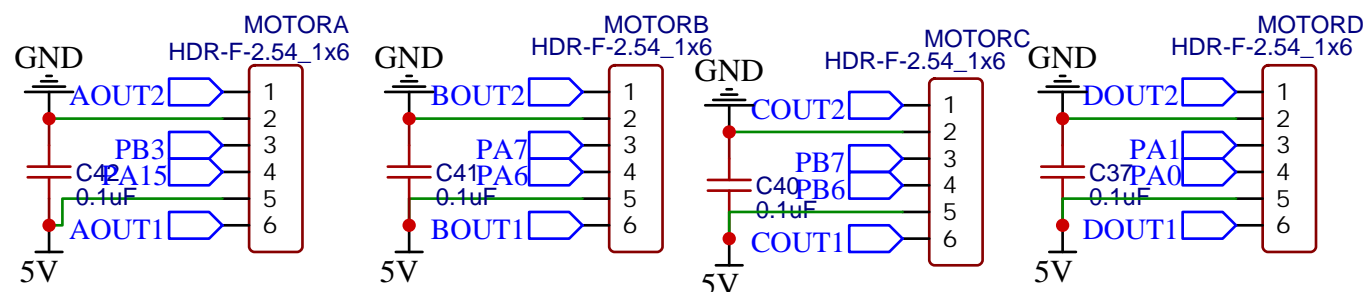 MOTORA
HDR-F-2.54_1x6
GND
AOUT2
1
2
PB3
3
C42
PA15
4
0.1uF
5
AOUT1
6
5V
MOTORB
HDR-F-2.54_1x6
GND
BOUT2
1
2
PA7
3
C41
PA6
4
0.1uF
5
BOUT1
6
5V
MOTORC
HDR-F-2.54_1x6
GND
COUT2
1
2
PB7
3
C40
PB6
4
0.1uF
5
COUT1
6
5V
MOTORD
HDR-F-2.54_1x6
GND
DOUT2
1
2
PA1
3
C37
PA0
4
0.1uF
5
DOUT1
6
5V